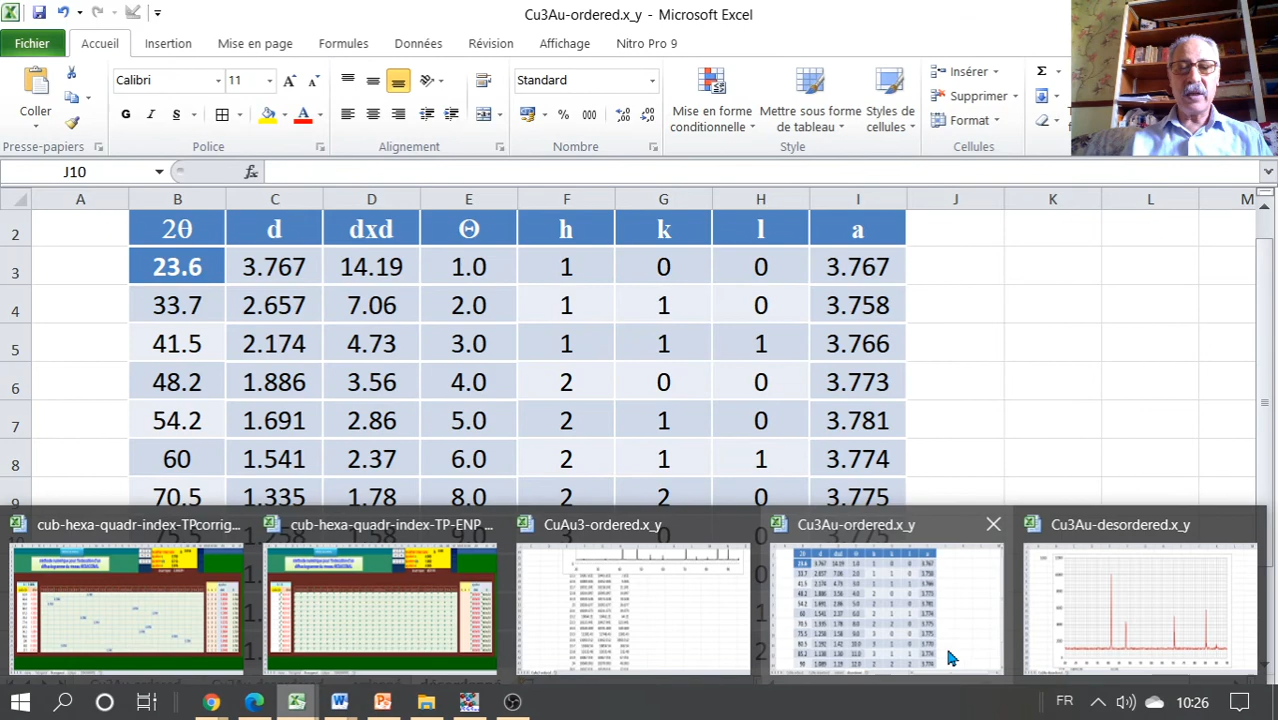 Cu3Au-ordered.x_y - Microsoft Excel
Fichier Accueil Insertion Mise en page Formules Données Révision Affichage Nitro Pro 9
Coller
Calibri 11
G I S
Standard
Mise en forme conditionnelle
Mettre sous forme de tableau
Styles de cellules
Insérer
Supprimer
Format
Presse-papiers Police Alignement Nombre Style Cellules
J10 fx
A B C D E F G H I J K L M
2 2θ d dxd Θ h k l a
3 23.6 3.767 14.19 1.0 1 0 0 3.767
4 33.7 2.657 7.06 2.0 1 1 0 3.758
5 41.5 2.174 4.73 3.0 1 1 1 3.766
6 48.2 1.886 3.56 4.0 2 0 0 3.773
7 54.2 1.691 2.86 5.0 2 1 0 3.781
8 60 1.541 2.37 6.0 2 1 1 3.774
9 70.5 1.335 1.78 8.0 2 2 0 3.775
cub-hexa-quadr-index-TPcorrig... cub-hexa-quadr-index-TP-ENP ... CuAu3-ordered.x_y Cu3Au-ordered.x_y Cu3Au-desordered.x_y
FR 10:26